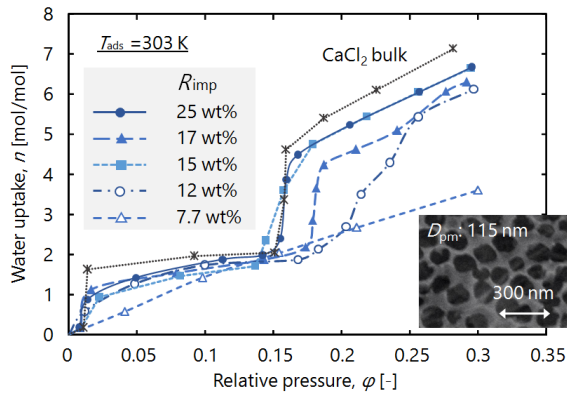 8
7
6
5
4
3
2
1
0
Water uptake, n [mol/mol]
Tads =303 K
CaCl2 bulk
Rimp
25 wt%
17 wt%
15 wt%
12 wt%
7.7 wt%
Dpm: 115 nm
300 nm
0 0.05 0.1 0.15 0.2 0.25 0.3 0.35
Relative pressure, φ [-]